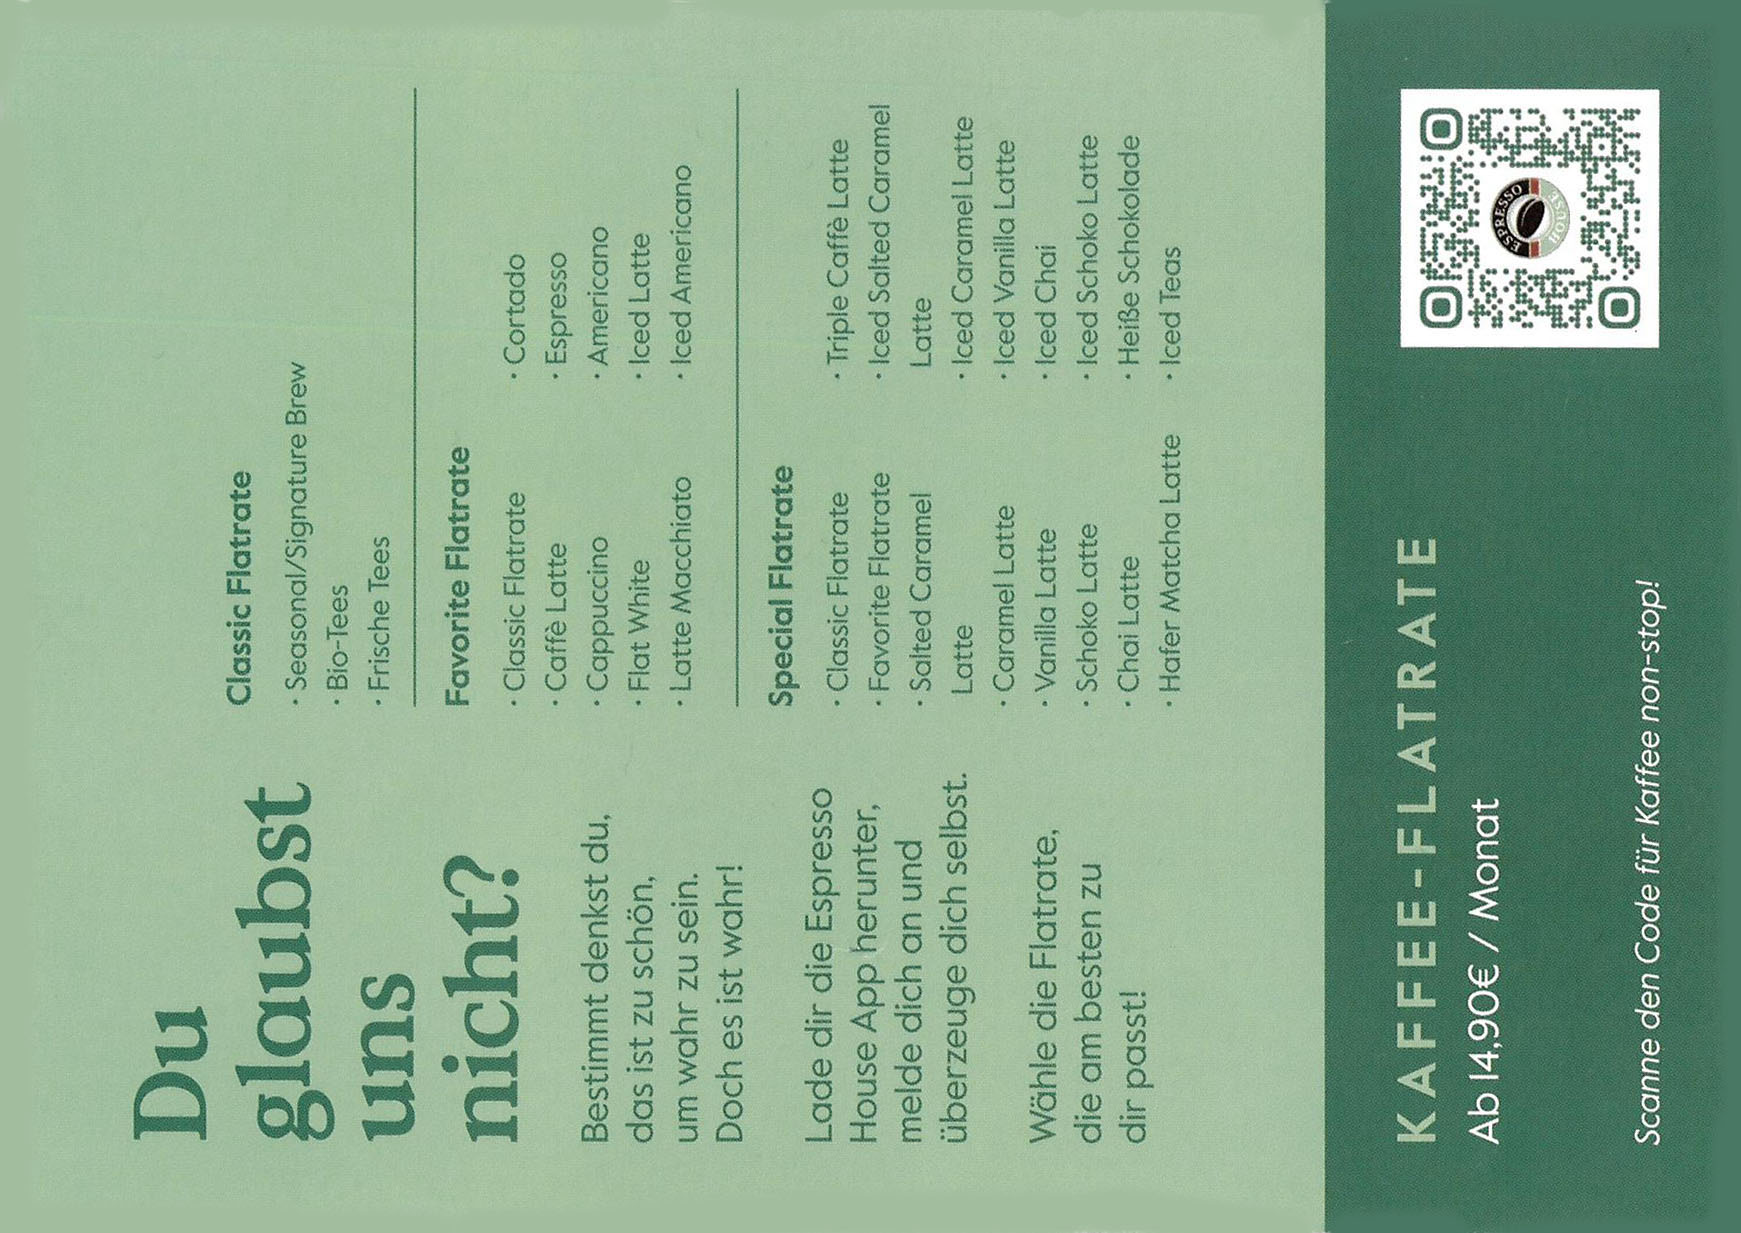 Du
glaubst
uns
nicht?
Bestimmt denkst du,
das ist zu schön,
um wahr zu sein.
Doch es ist wahr!
Lade dir die Espresso
House App herunter,
melde dich an und
überzeuge dich selbst.
Wähle die Flatrate,
die am besten zu
dir passt!
Classic Flatrate
· Seasonal/Signature Brew
· Bio-Tees
· Frische Tees
Favorite Flatrate
· Classic Flatrate
· Caffè Latte
· Cappuccino
· Flat White
· Latte Macchiato
· Cortado
· Espresso
· Americano
· Iced Latte
· Iced Americano
Special Flatrate
· Classic Flatrate
· Favorite Flatrate
· Salted Caramel
Latte
· Caramel Latte
· Vanilla Latte
· Schoko Latte
· Chai Latte
· Hafer Matcha Latte
· Triple Caffè Latte
· Iced Salted Caramel
Latte
· Iced Caramel Latte
· Iced Vanilla Latte
· Iced Chai
· Iced Schoko Latte
· Heiße Schokolade
· Iced Teas
KAFFEE-FLATRATE
Ab 14,90€ / Monat
Scanne den Code für Kaffee non-stop!
ESPRESSO
HOUSE